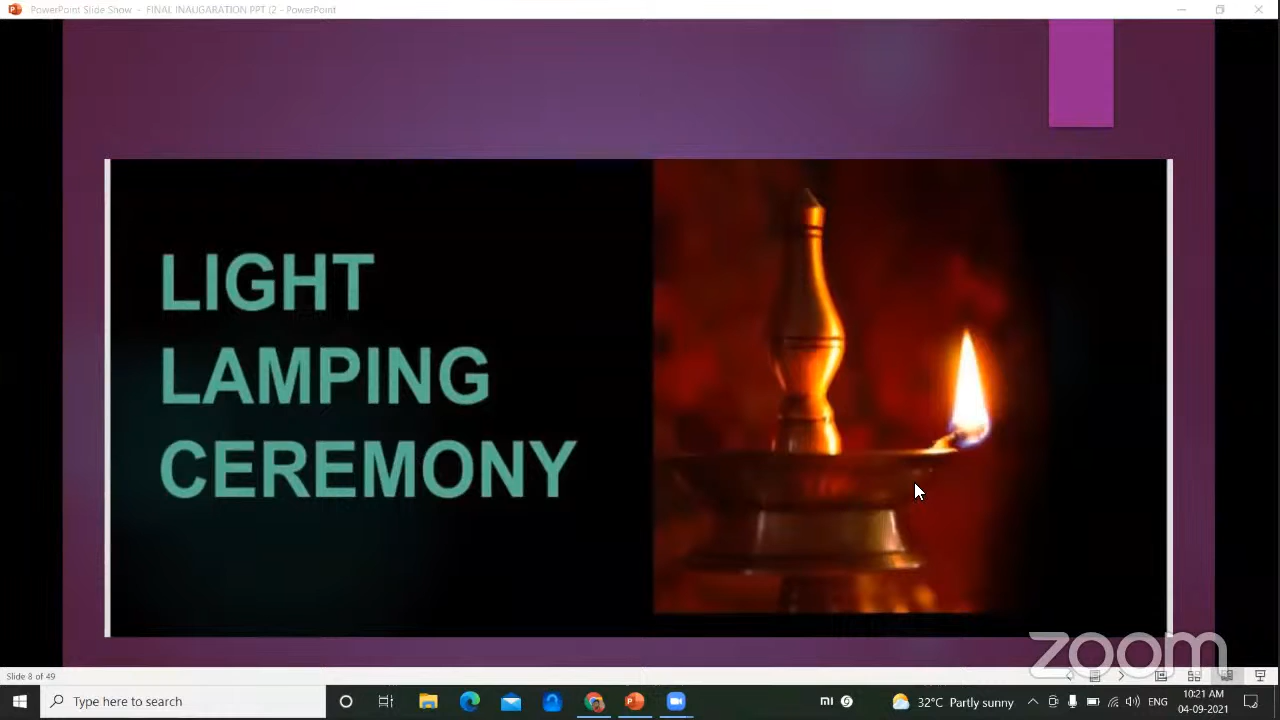 PowerPoint Slide Show - FINAL INAUGARATION PPT (2 - PowerPoint
LIGHT
LAMPING
CEREMONY
zoom
Slide 8 of 49
Type here to search
mi
32°C Partly sunny
ENG
10:21 AM
04-09-2021